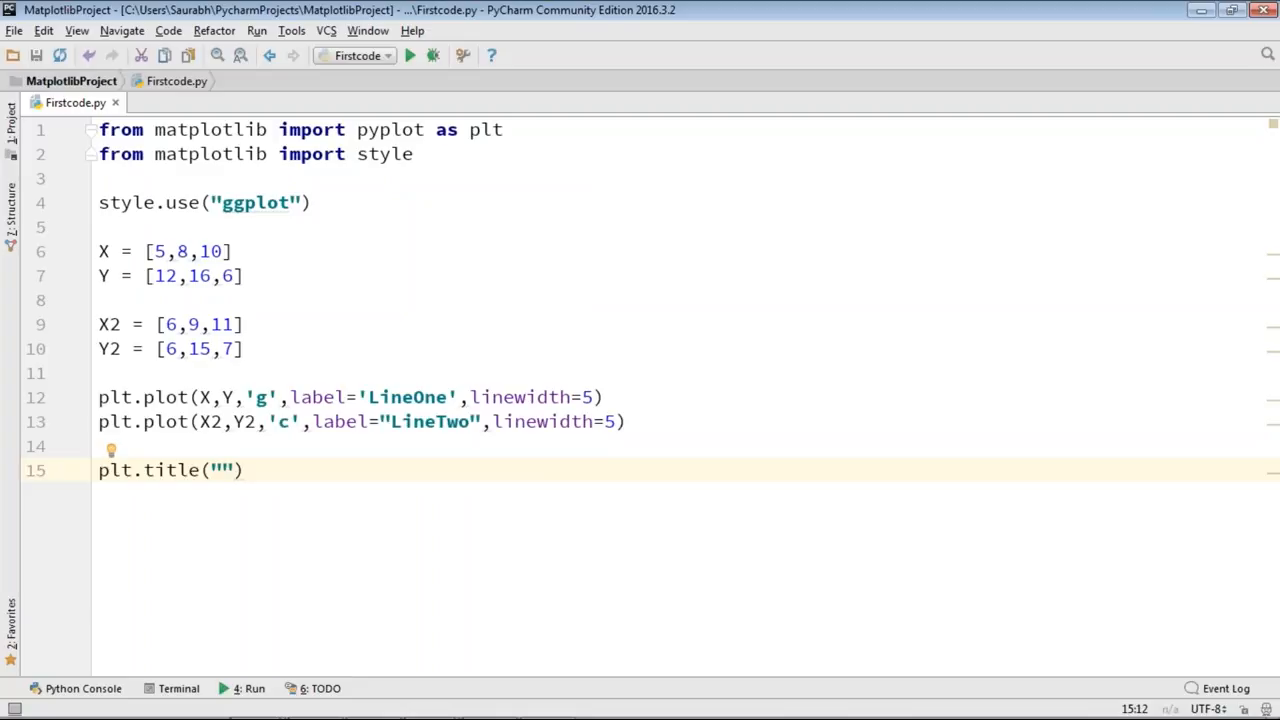 MatplotlibProject - [C:\Users\Saurabh\PycharmProjects\MatplotlibProject] - ...\Firstcode.py - PyCharm Community Edition 2016.3.2
File Edit View Navigate Code Refactor Run Tools VCS Window Help
Firstcode
MatplotlibProject Firstcode.py
Firstcode.py
1: Project
7: Structure
2: Favorites
1 from matplotlib import pyplot as plt
2 from matplotlib import style
3
4 style.use("ggplot")
5
6 X = [5,8,10]
7 Y = [12,16,6]
8
9 X2 = [6,9,11]
10 Y2 = [6,15,7]
11
12 plt.plot(X,Y,'g',label='LineOne',linewidth=5)
13 plt.plot(X2,Y2,'c',label="LineTwo",linewidth=5)
14
15 plt.title("")
Python Console Terminal 4: Run 6: TODO Event Log
15:12 n/a UTF-8